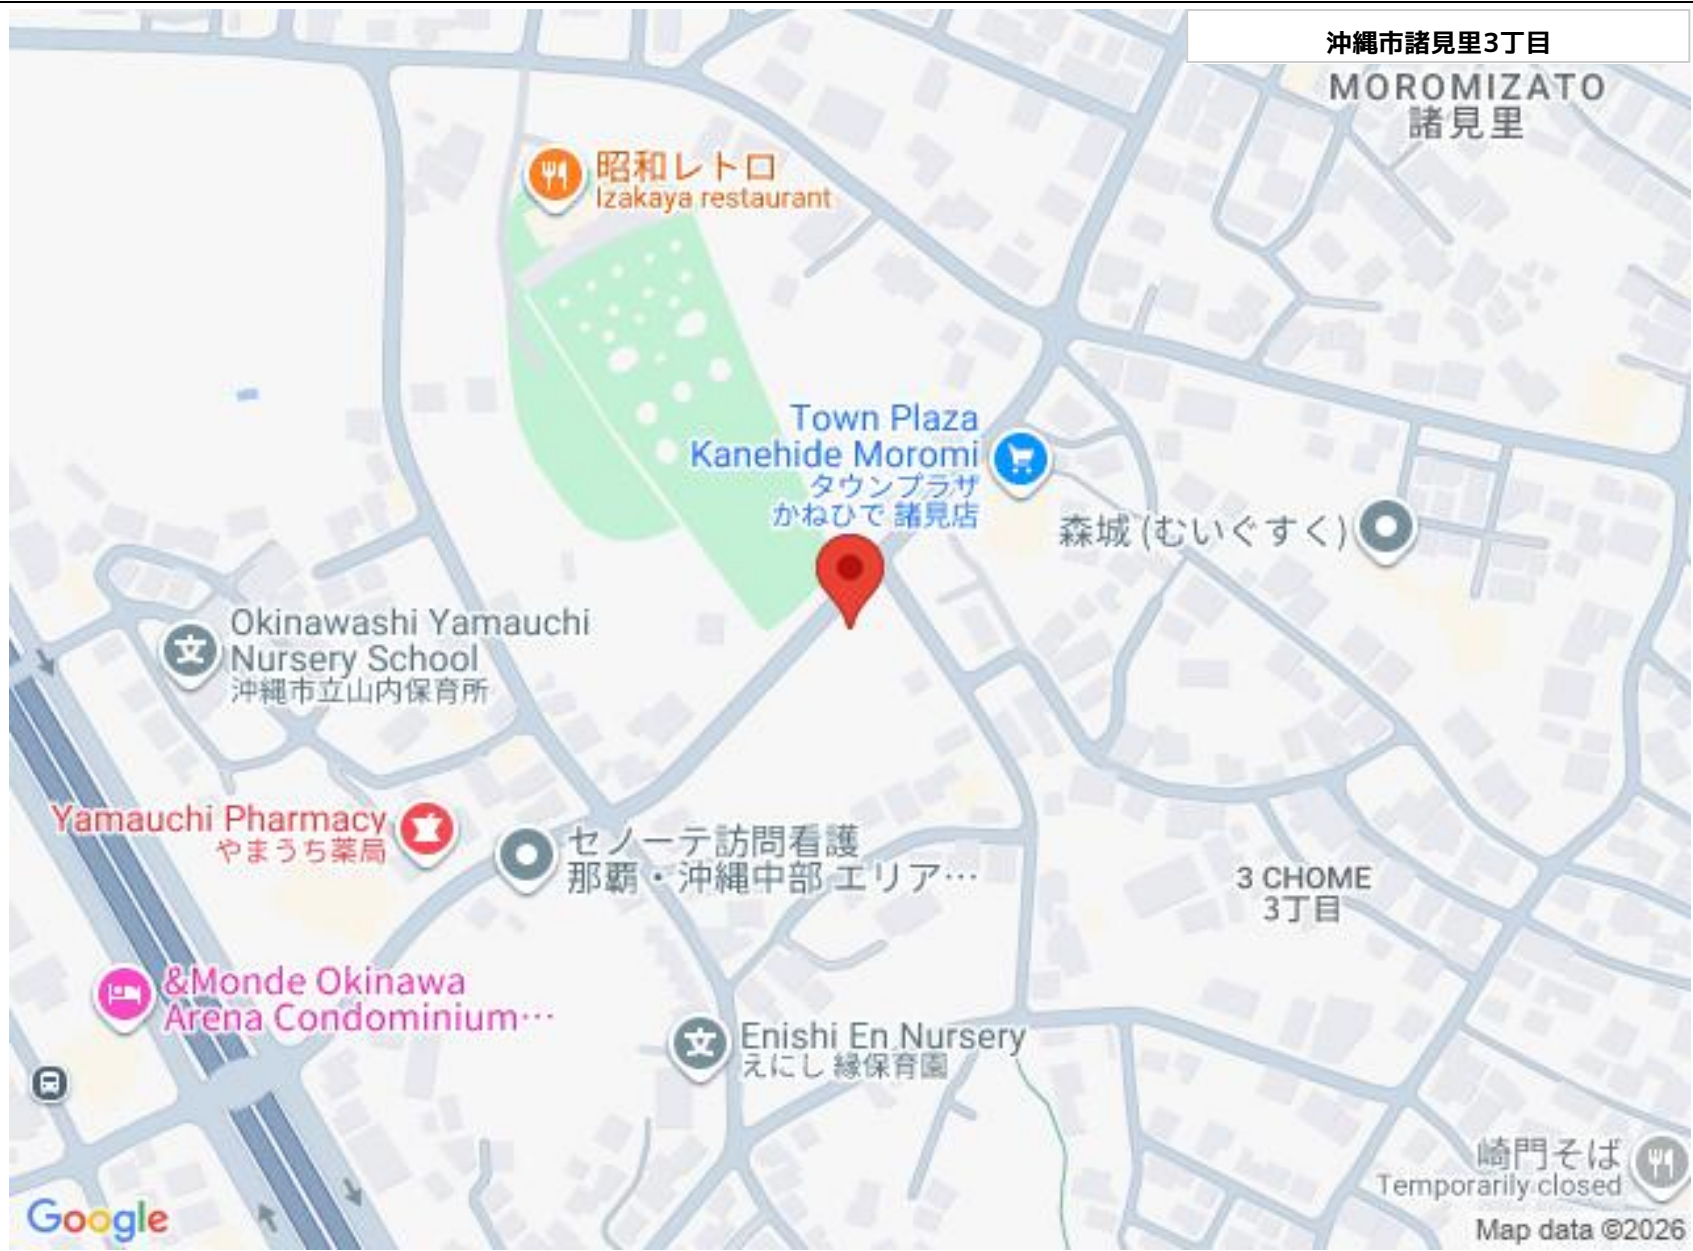 沖縄市諸見里3丁目
MOROMIZATO
諸見里
昭和レトロ
Izakaya restaurant
Town Plaza
Kanehide Moromi
タウンプラザ
かねひで 諸見店
森城 (むいぐすく)
Okinawashi Yamauchi
Nursery School
沖縄市立山内保育所
Yamauchi Pharmacy
やまうち薬局
セノーテ訪問看護
那覇・沖縄中部 エリア…
3 CHOME
3丁目
&Monde Okinawa
Arena Condominium…
Enishi En Nursery
えにし 縁保育園
崎門そば
Temporarily closed
Google
Map data ©2026